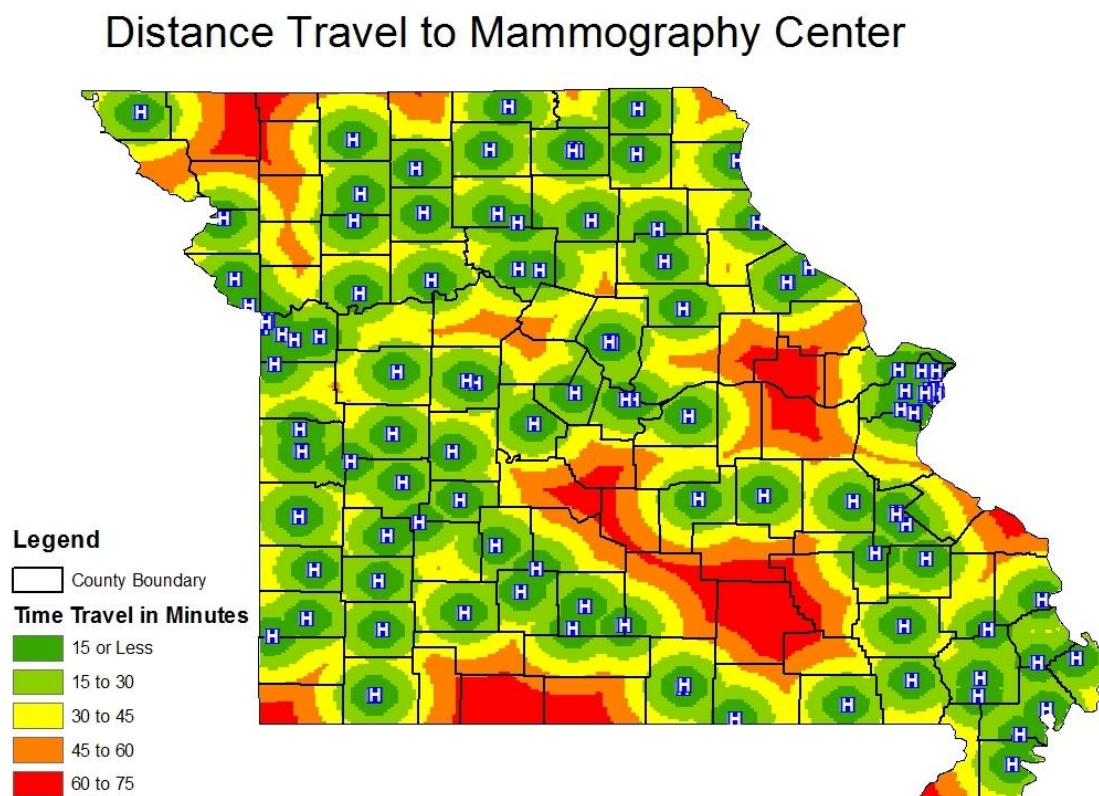 Distance Travel to Mammography Center
Legend
County Boundary
Time Travel in Minutes
15 or Less
15 to 30
30 to 45
45 to 60
60 to 75